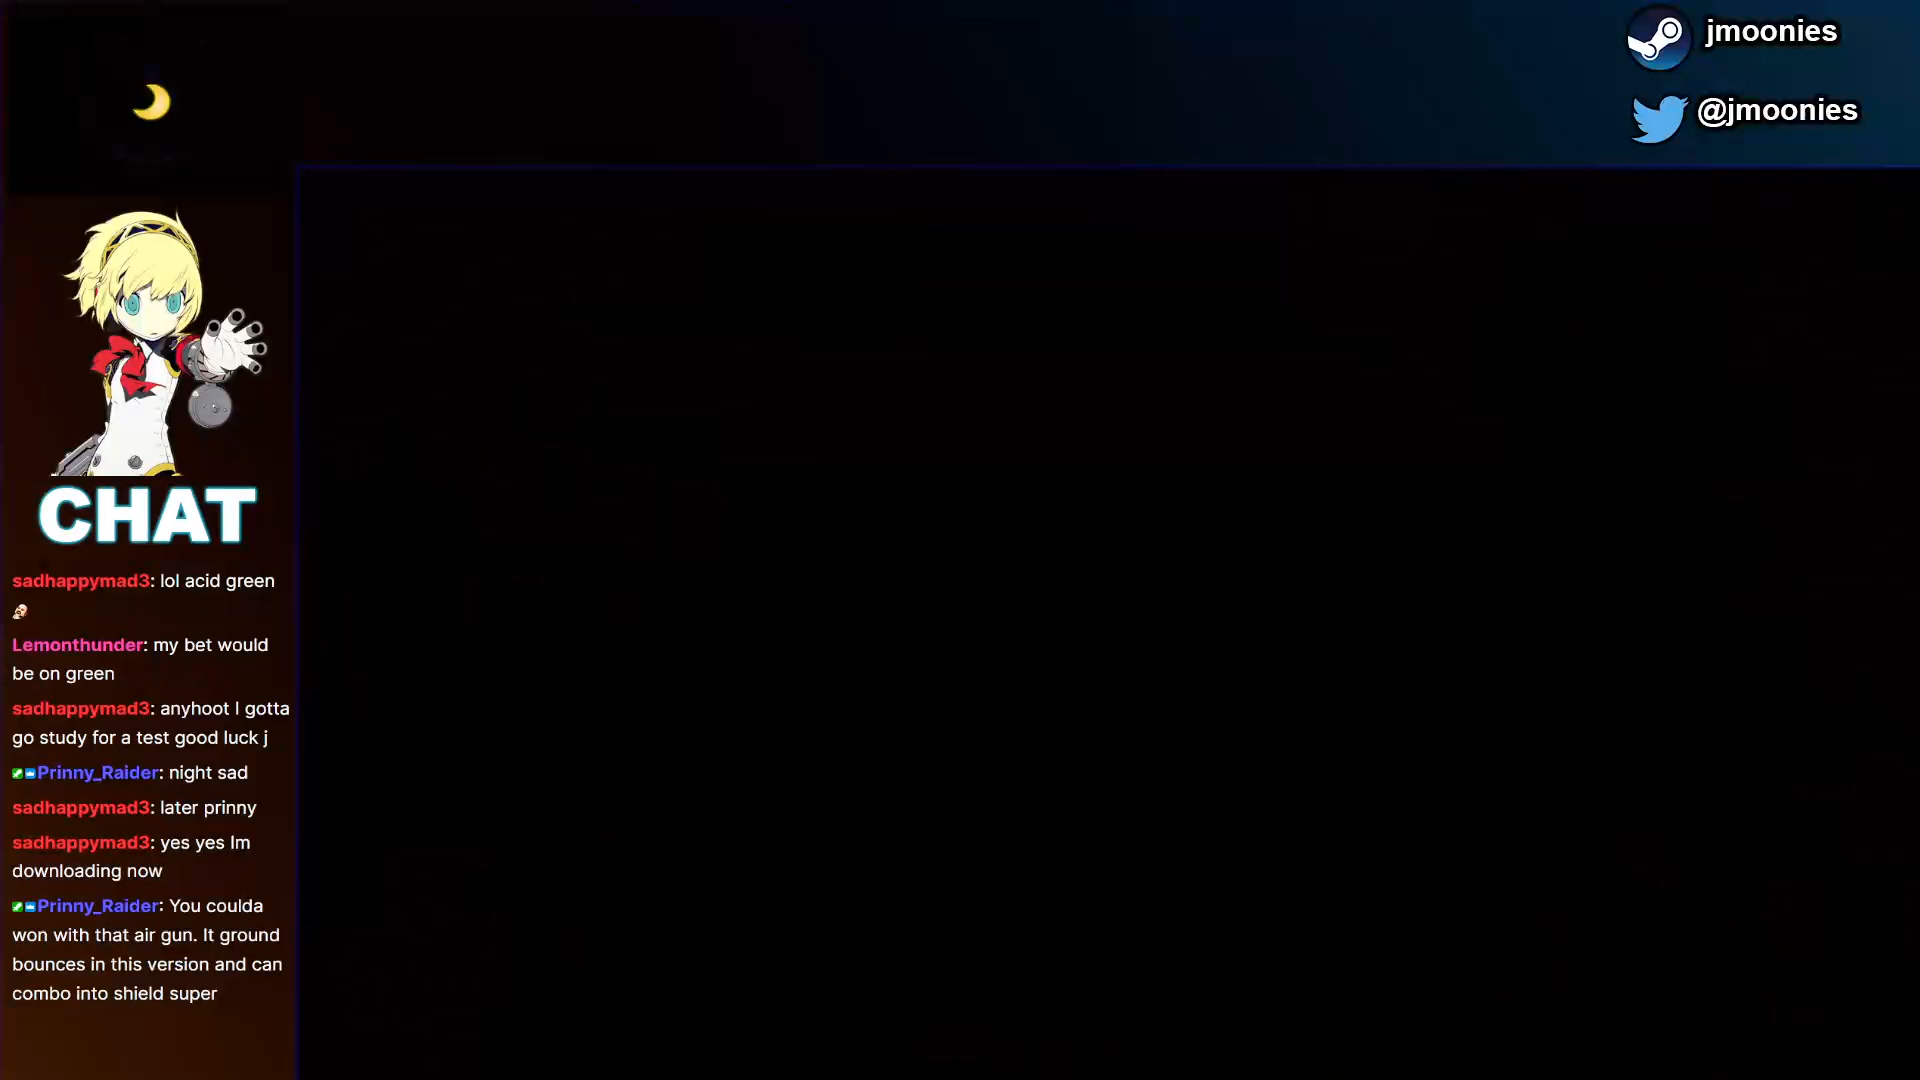 jmoonies
@jmoonies
CHAT
sadhappymad3: lol acid green
Lemonthunder: my bet would
be on green
sadhappymad3: anyhoot I gotta
go study for a test good luck j
Prinny_Raider: night sad
sadhappymad3: later prinny
sadhappymad3: yes yes Im
downloading now
Prinny_Raider: You coulda
won with that air gun. It ground
bounces in this version and can
combo into shield super